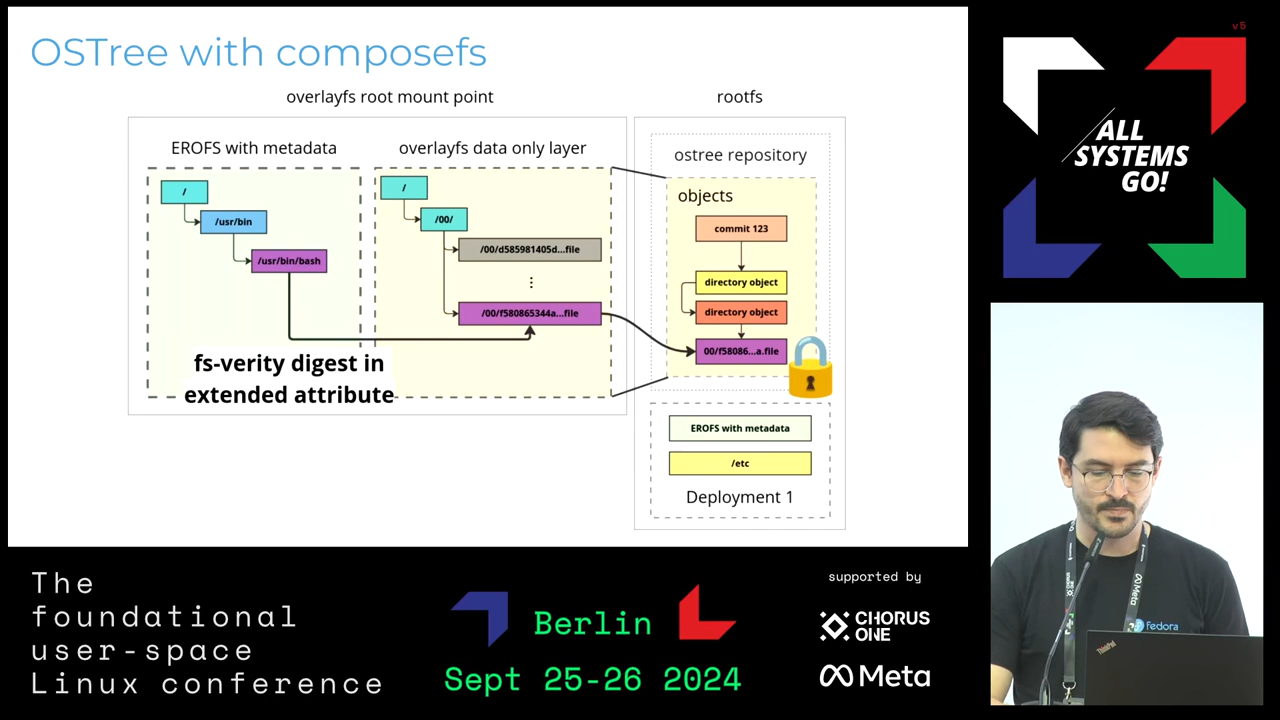 OSTree with composefs
overlayfs root mount point
rootfs
EROFS with metadata
overlayfs data only layer
ostree repository
/
/usr/bin
/usr/bin/bash
/
/00/
/00/d585981405d...file
⋮
/00/f580865344a...file
objects
commit 123
directory object
directory object
00/f58086...a.file
fs-verity digest in
extended attribute
EROFS with metadata
/etc
Deployment 1
v5
ALL
SYSTEMS
GO!
fedora
Meta
ThinkPad
The
foundational
user-space
Linux conference
Berlin
Sept 25-26 2024
supported by
CHORUS
ONE
Meta